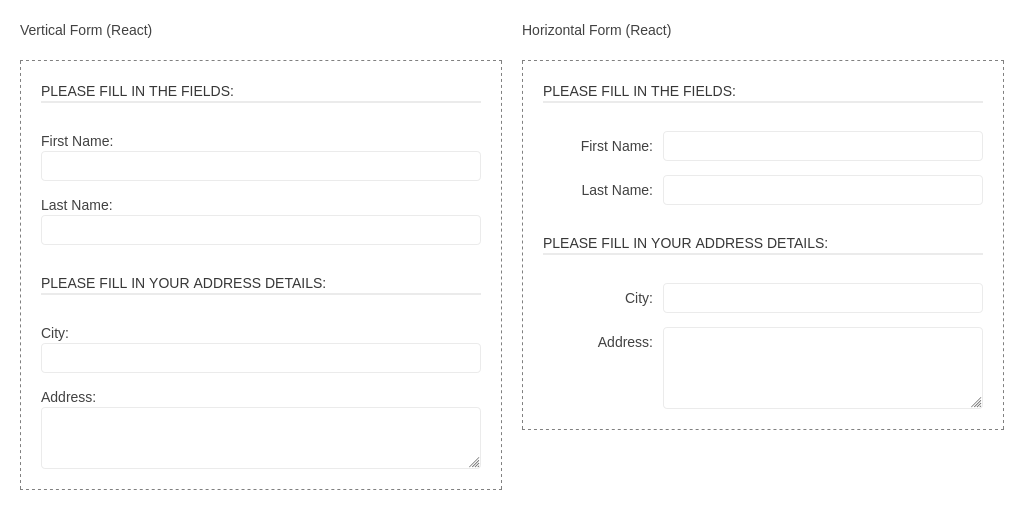 Vertical Form (React)
PLEASE FILL IN THE FIELDS:
First Name:
Last Name:
PLEASE FILL IN YOUR ADDRESS DETAILS:
City:
Address:
Horizontal Form (React)
PLEASE FILL IN THE FIELDS:
First Name:
Last Name:
PLEASE FILL IN YOUR ADDRESS DETAILS:
City:
Address: